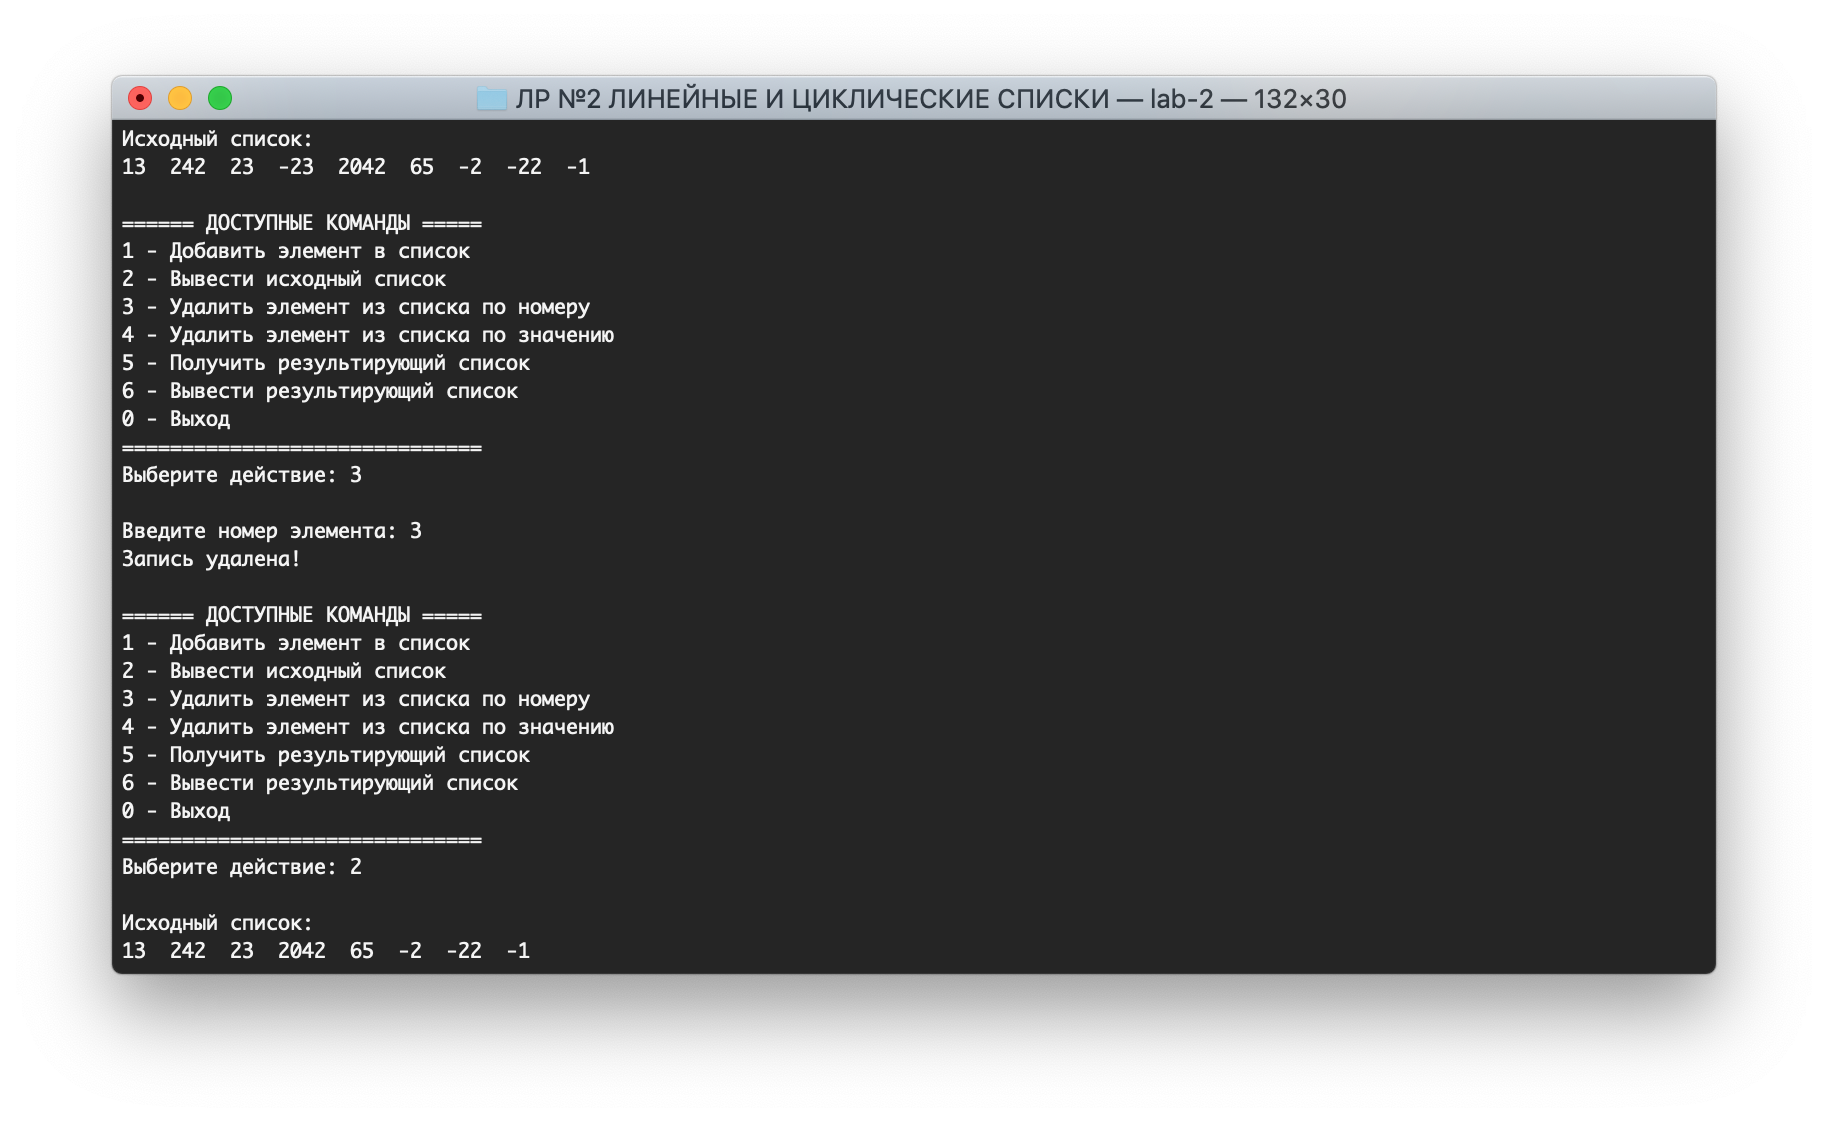 ЛР №2 ЛИНЕЙНЫЕ И ЦИКЛИЧЕСКИЕ СПИСКИ — lab-2 — 132×30
Исходный список:
13  242  23  -23  2042  65  -2  -22  -1
====== ДОСТУПНЫЕ КОМАНДЫ =====
1 - Добавить элемент в список
2 - Вывести исходный список
3 - Удалить элемент из списка по номеру
4 - Удалить элемент из списка по значению
5 - Получить результирующий список
6 - Вывести результирующий список
0 - Выход
==============================
Выберите действие: 3
Введите номер элемента: 3
Запись удалена!
====== ДОСТУПНЫЕ КОМАНДЫ =====
1 - Добавить элемент в список
2 - Вывести исходный список
3 - Удалить элемент из списка по номеру
4 - Удалить элемент из списка по значению
5 - Получить результирующий список
6 - Вывести результирующий список
0 - Выход
==============================
Выберите действие: 2
Исходный список:
13  242  23  2042  65  -2  -22  -1